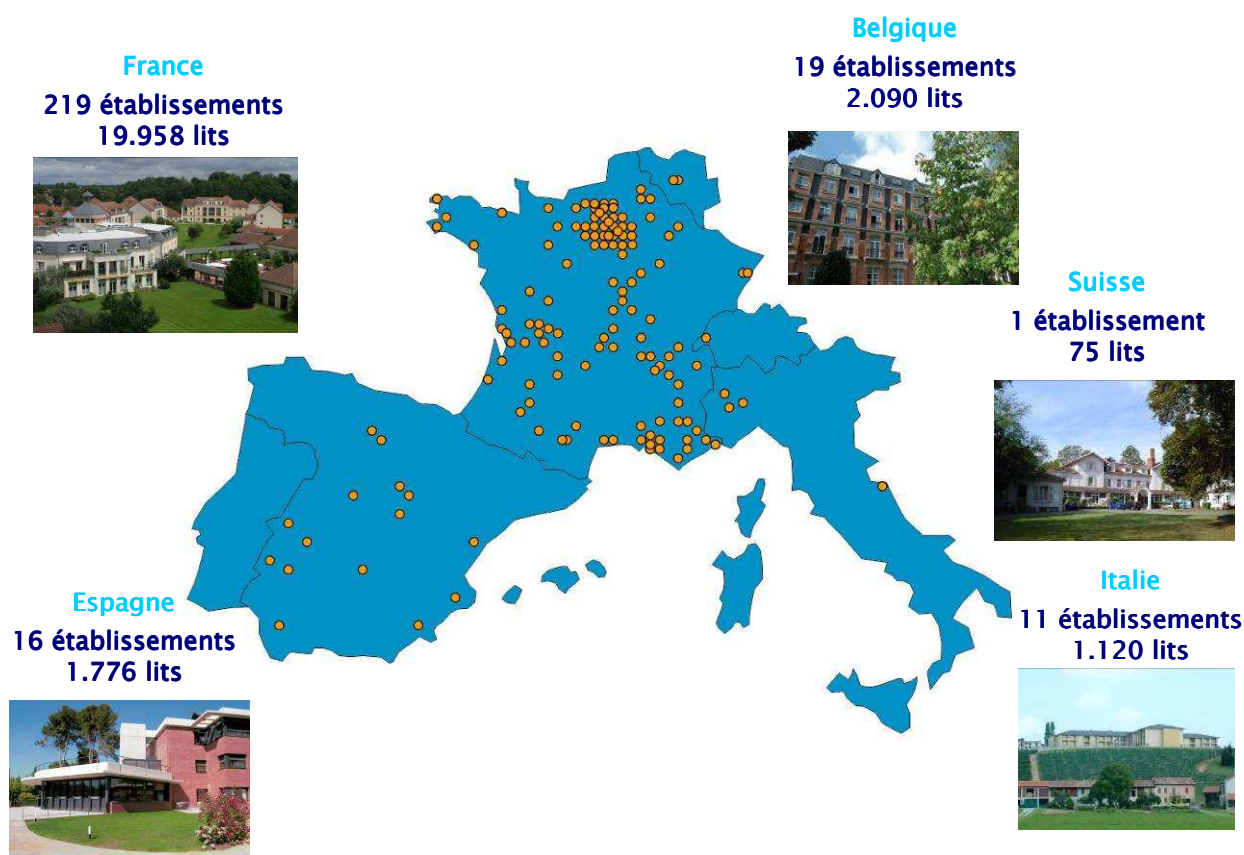 Belgique
19 établissements
2.090 lits
France
219 établissements
19.958 lits
Suisse
1 établissement
75 lits
Italie
11 établissements
1.120 lits
Espagne
16 établissements
1.776 lits